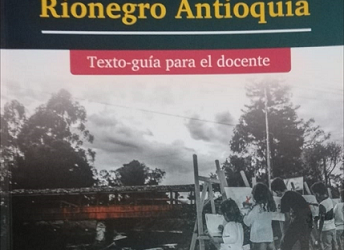 Rionegro Antioquia
Texto-guía para el docente